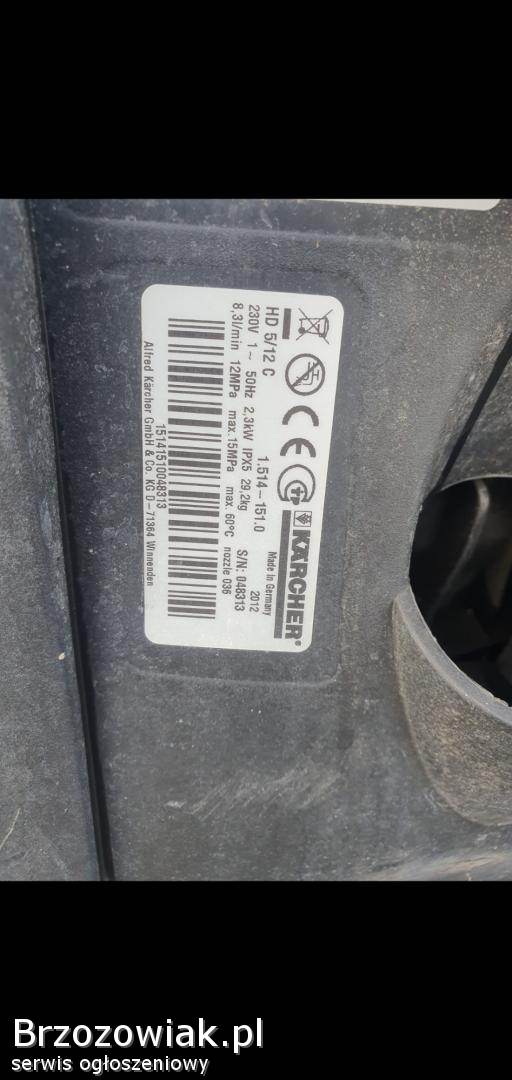 KÄRCHER®
Made in Germany
HD 5/12 C 1.514-151.0 2012
230V 1~ 50Hz 2,3kW IPX5 29,2kg S/N: 048313
8,3l/min 12MPa max.15MPa max. 60°C nozzle 036
15141510048313
Alfred Kärcher GmbH & Co. KG D-71364 Winnenden
Brzozowiak.pl
serwis ogłoszeniowy